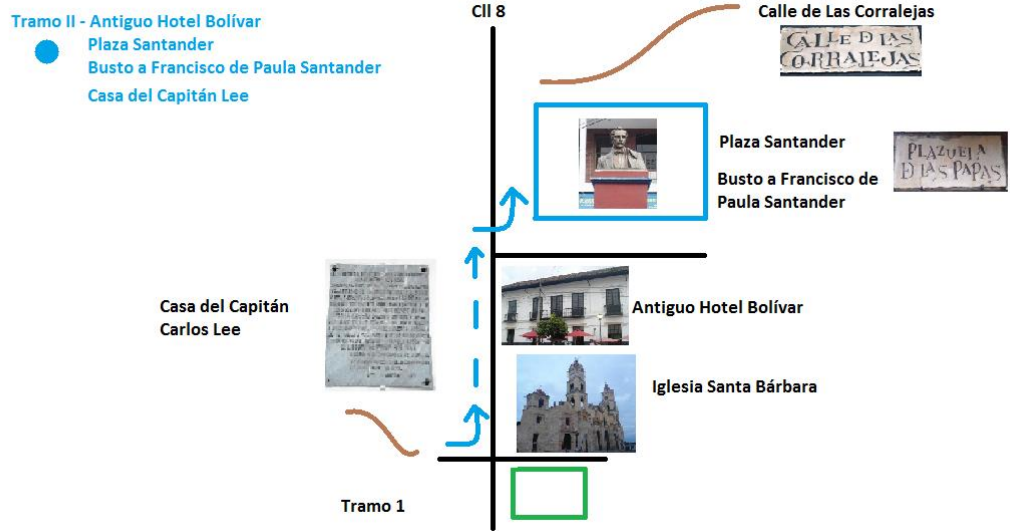 Tramo II - Antiguo Hotel Bolívar
Plaza Santander
Busto a Francisco de Paula Santander
Casa del Capitán Lee
Cll 8
Calle de Las Corralejas
CALLE D LAS
CORRALEJAS
Plaza Santander
PLAZUELA
D LAS PAPAS
Busto a Francisco de
Paula Santander
Casa del Capitán
Carlos Lee
Antiguo Hotel Bolívar
Iglesia Santa Bárbara
Tramo 1